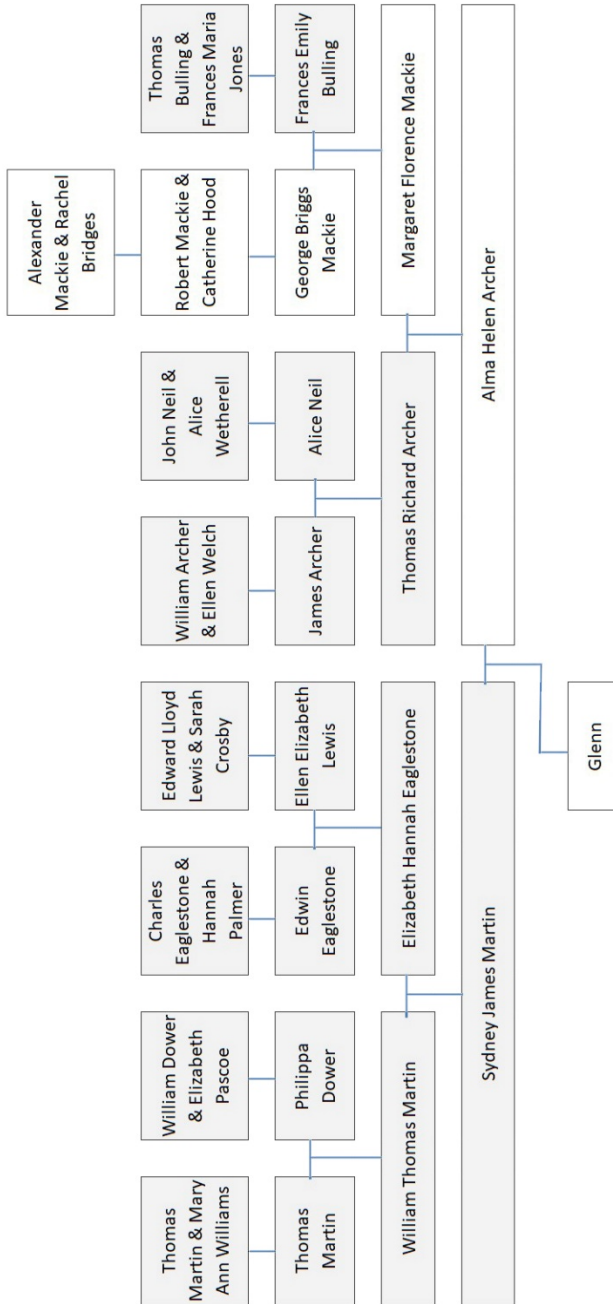 Alexander
Mackie & Rachel
Bridges
Thomas
Martin & Mary
Ann Williams
William Dower
& Elizabeth
Pascoe
Charles
Eaglestone &
Hannah
Palmer
Edward Lloyd
Lewis & Sarah
Crosby
William Archer
& Ellen Welch
John Neil &
Alice
Wetherell
Robert Mackie &
Catherine Hood
Thomas
Bulling &
Frances Maria
Jones
Thomas
Martin
Philippa
Dower
Edwin
Eaglestone
Ellen Elizabeth
Lewis
James Archer
Alice Neil
George Briggs
Mackie
Frances Emily
Bulling
William Thomas Martin
Elizabeth Hannah Eaglestone
Thomas Richard Archer
Margaret Florence Mackie
Sydney James Martin
Alma Helen Archer
Glenn